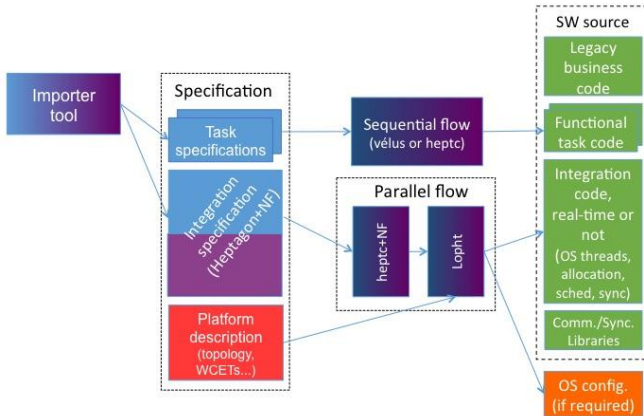 SW source
Legacy
business
code
Importer
tool
Specification
Task
specifications
Sequential flow
(vélus or heptc)
Functional
task code
Integration
specification
(Heptagon+NF)
Parallel flow
heptc+NF
Lopht
Integration
code,
real-time or
not
(OS threads,
allocation,
sched, sync)
Platform
description
(topology,
WCETs...)
Comm./Sync.
Libraries
OS config.
(if required)